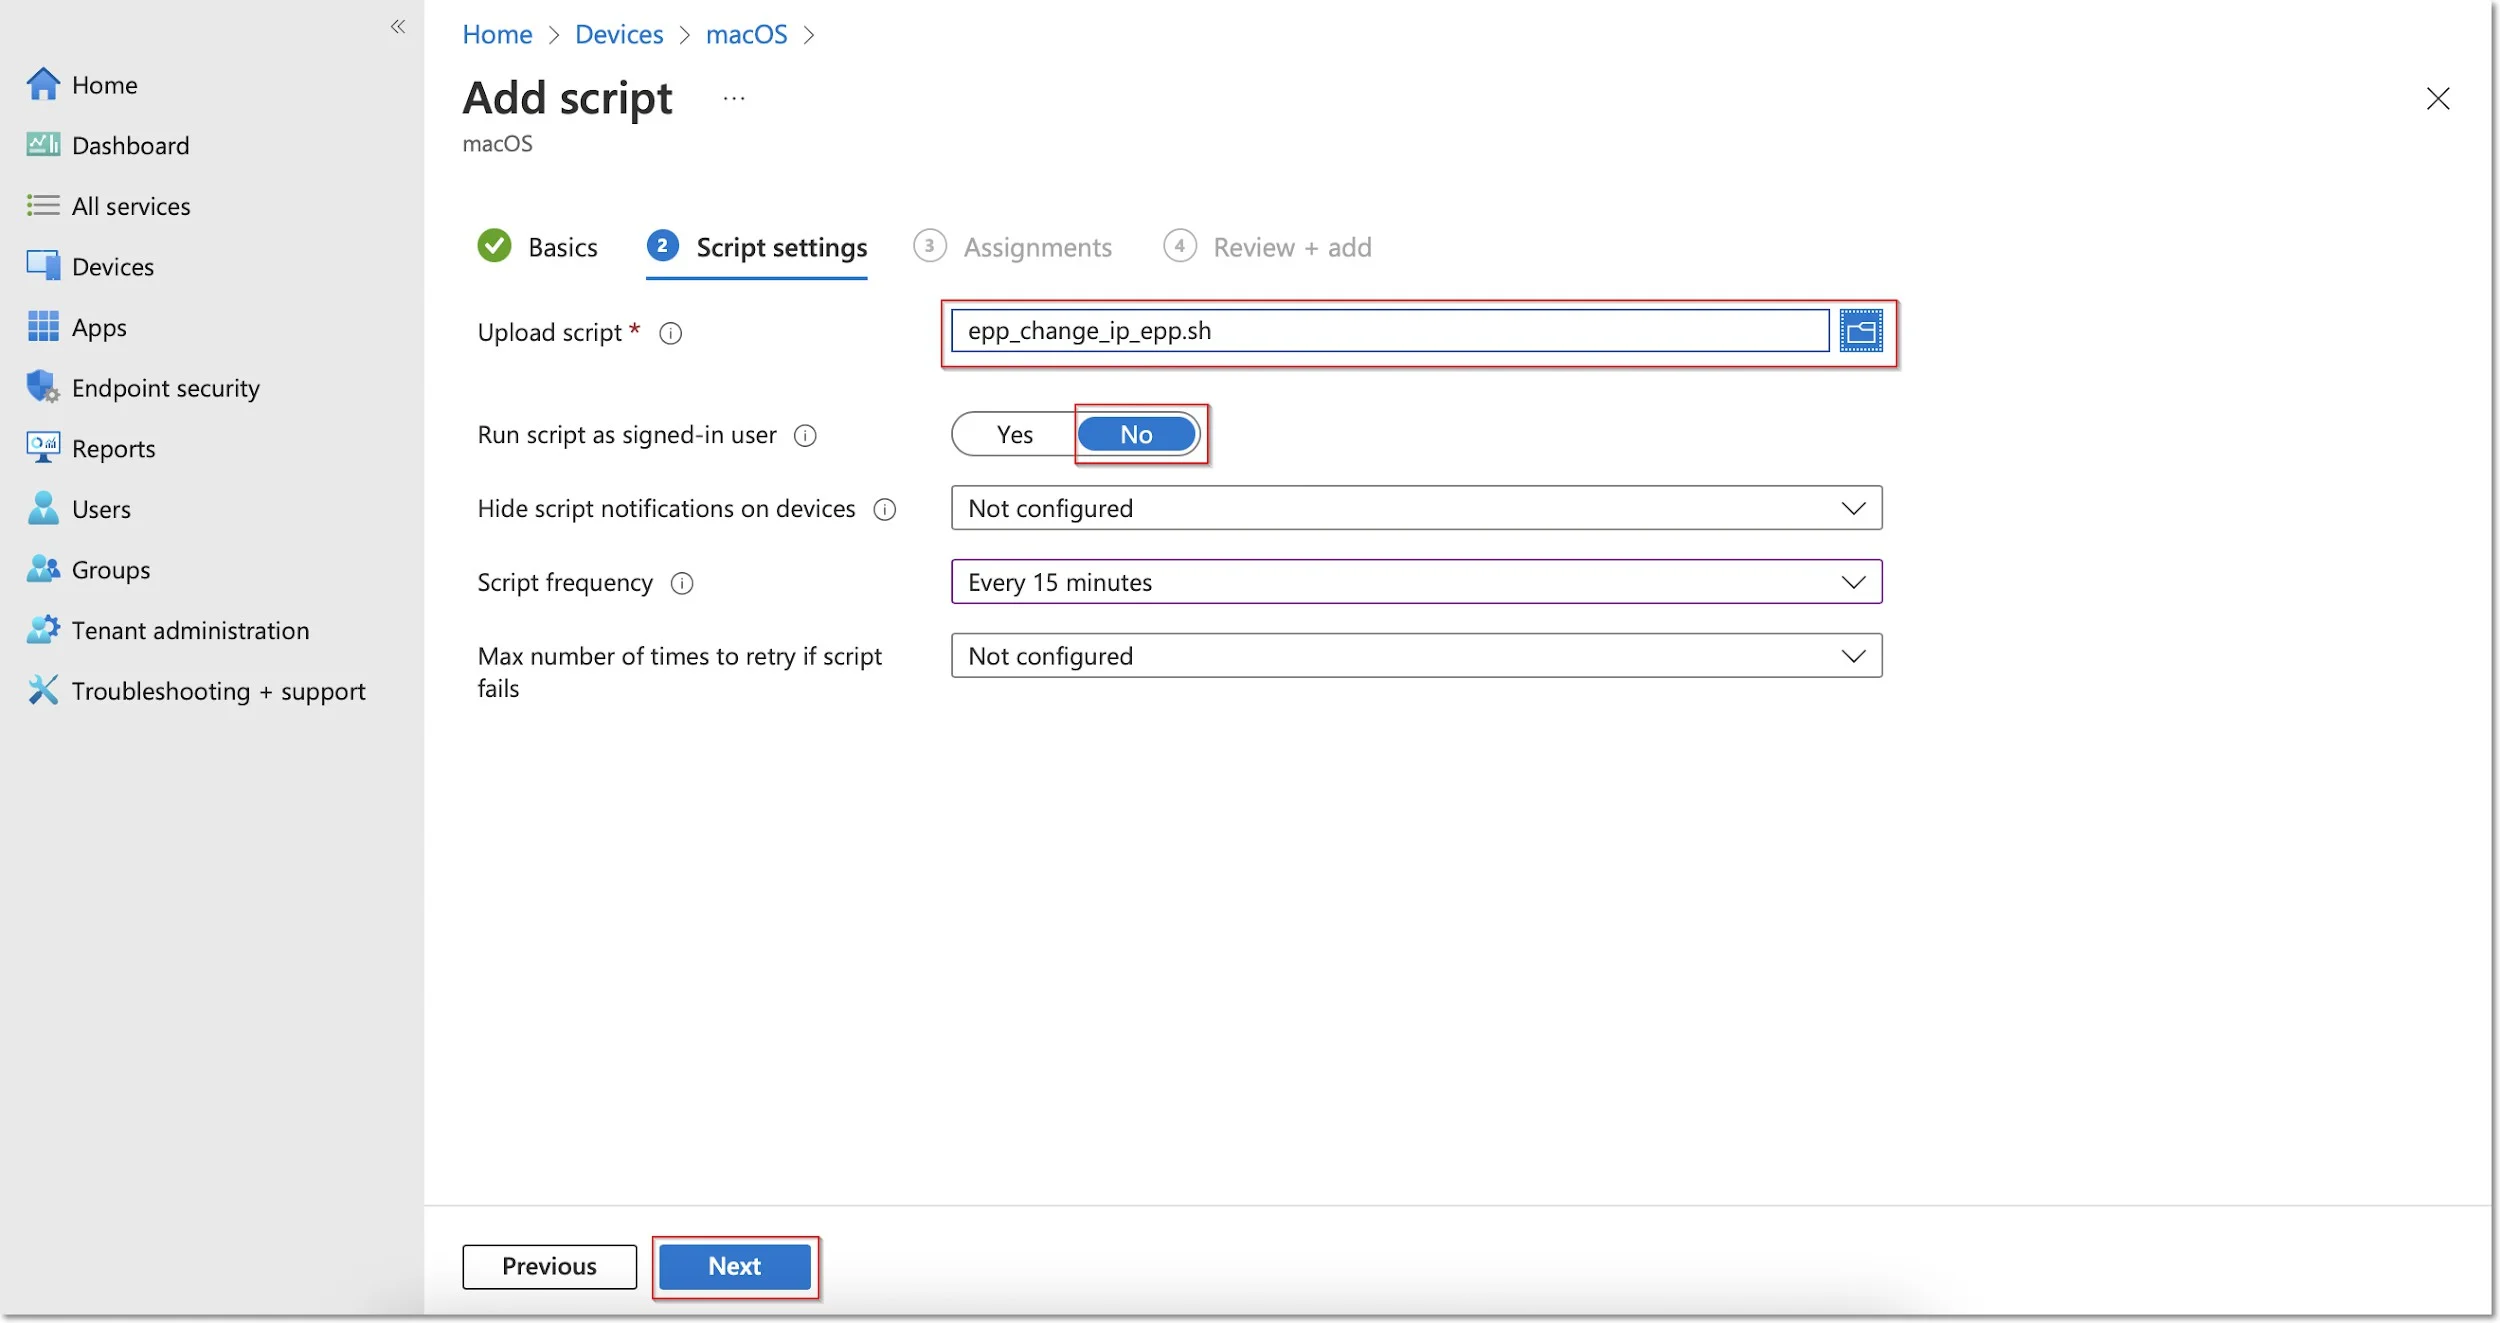 Home
Dashboard
All services
Devices
Apps
Endpoint security
Reports
Users
Groups
Tenant administration
Troubleshooting + support
Home > Devices > macOS >
Add script ...
macOS
Basics 2 Script settings 3 Assignments 4 Review + add
Upload script * epp_change_ip_epp.sh
Run script as signed-in user Yes No
Hide script notifications on devices Not configured
Script frequency Every 15 minutes
Max number of times to retry if script Not configured
fails
Previous Next